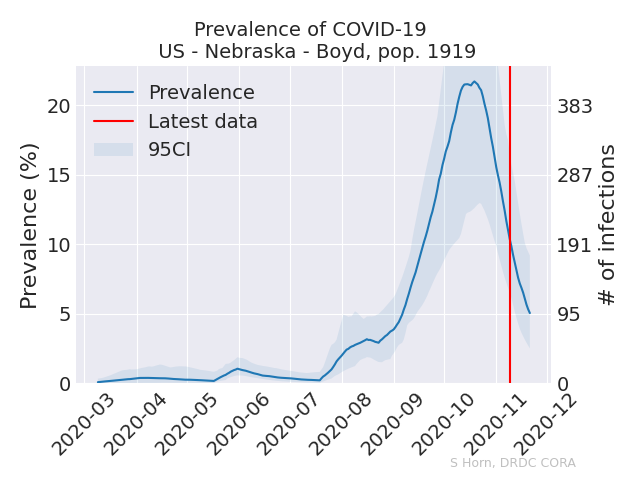 Prevalence of COVID-19
US - Nebraska - Boyd, pop. 1919
Prevalence
Latest data
95CI
Prevalence (%)
20
15
10
5
0
383
287
191
95
0
# of infections
2020-03
2020-04
2020-05
2020-06
2020-07
2020-08
2020-09
2020-10
2020-11
2020-12
S Horn, DRDC CORA